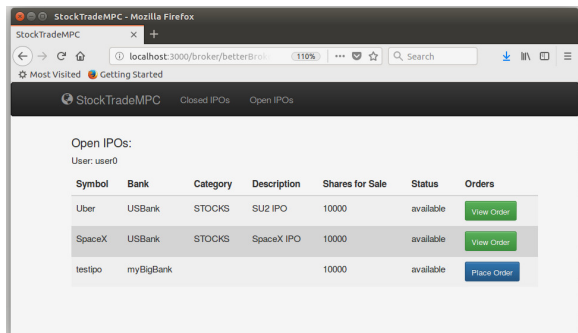 StockTradeMPC - Mozilla Firefox
StockTradeMPC × +
localhost:3000/broker/betterBro 110% Search
Most Visited Getting Started
StockTradeMPC Closed IPOs Open IPOs
Open IPOs:
User: user0
Symbol Bank Category Description Shares for Sale Status Orders
Uber USBank STOCKS SU2 IPO 10000 available View Order
SpaceX USBank STOCKS SpaceX IPO 10000 available View Order
testipo myBigBank 10000 available Place Order